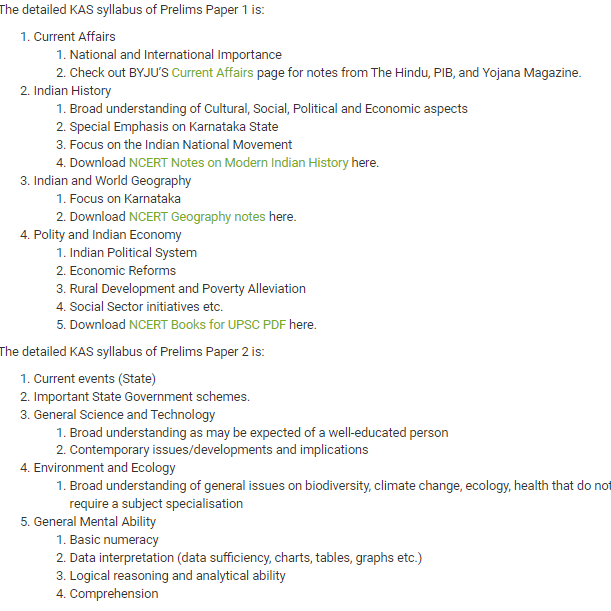 The detailed KAS syllabus of Prelims Paper 1 is:
1. Current Affairs
1. National and International Importance
2. Check out BYJU'S Current Affairs page for notes from The Hindu, PIB, and Yojana Magazine.
2. Indian History
1. Broad understanding of Cultural, Social, Political and Economic aspects
2. Special Emphasis on Karnataka State
3. Focus on the Indian National Movement
4. Download NCERT Notes on Modern Indian History here.
3. Indian and World Geography
1. Focus on Karnataka
2. Download NCERT Geography notes here.
4. Polity and Indian Economy
1. Indian Political System
2. Economic Reforms
3. Rural Development and Poverty Alleviation
4. Social Sector initiatives etc.
5. Download NCERT Books for UPSC PDF here.
The detailed KAS syllabus of Prelims Paper 2 is:
1. Current events (State)
2. Important State Government schemes.
3. General Science and Technology
1. Broad understanding as may be expected of a well-educated person
2. Contemporary issues/developments and implications
4. Environment and Ecology
1. Broad understanding of general issues on biodiversity, climate change, ecology, health that do not
require a subject specialisation
5. General Mental Ability
1. Basic numeracy
2. Data interpretation (data sufficiency, charts, tables, graphs etc.)
3. Logical reasoning and analytical ability
4. Comprehension